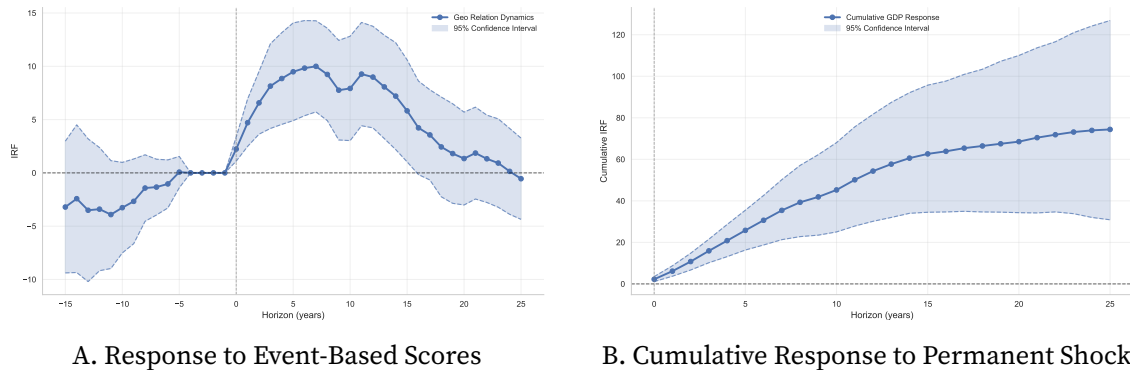 Geo Relation Dynamics
95% Confidence Interval
15
10
5
0
−5
−10
IRF
−15
−10
−5
0
5
10
15
20
25
Horizon (years)
A. Response to Event-Based Scores
Cumulative GDP Response
95% Confidence Interval
120
100
80
60
40
20
0
Cumulative IRF
0
5
10
15
20
25
Horizon (years)
B. Cumulative Response to Permanent Shock